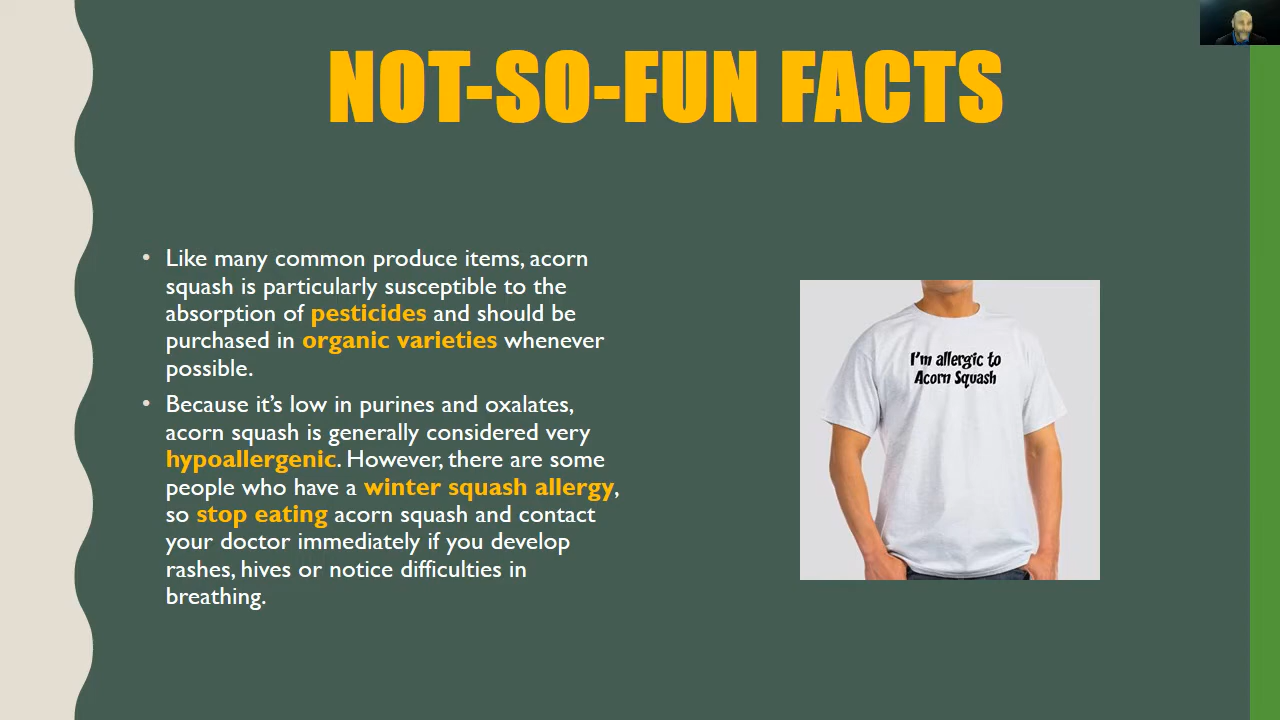 NOT-SO-FUN FACTS
• Like many common produce items, acorn
squash is particularly susceptible to the
absorption of pesticides and should be
purchased in organic varieties whenever
possible.
• Because it’s low in purines and oxalates,
acorn squash is generally considered very
hypoallergenic. However, there are some
people who have a winter squash allergy,
so stop eating acorn squash and contact
your doctor immediately if you develop
rashes, hives or notice difficulties in
breathing.
I'm allergic to
Acorn Squash